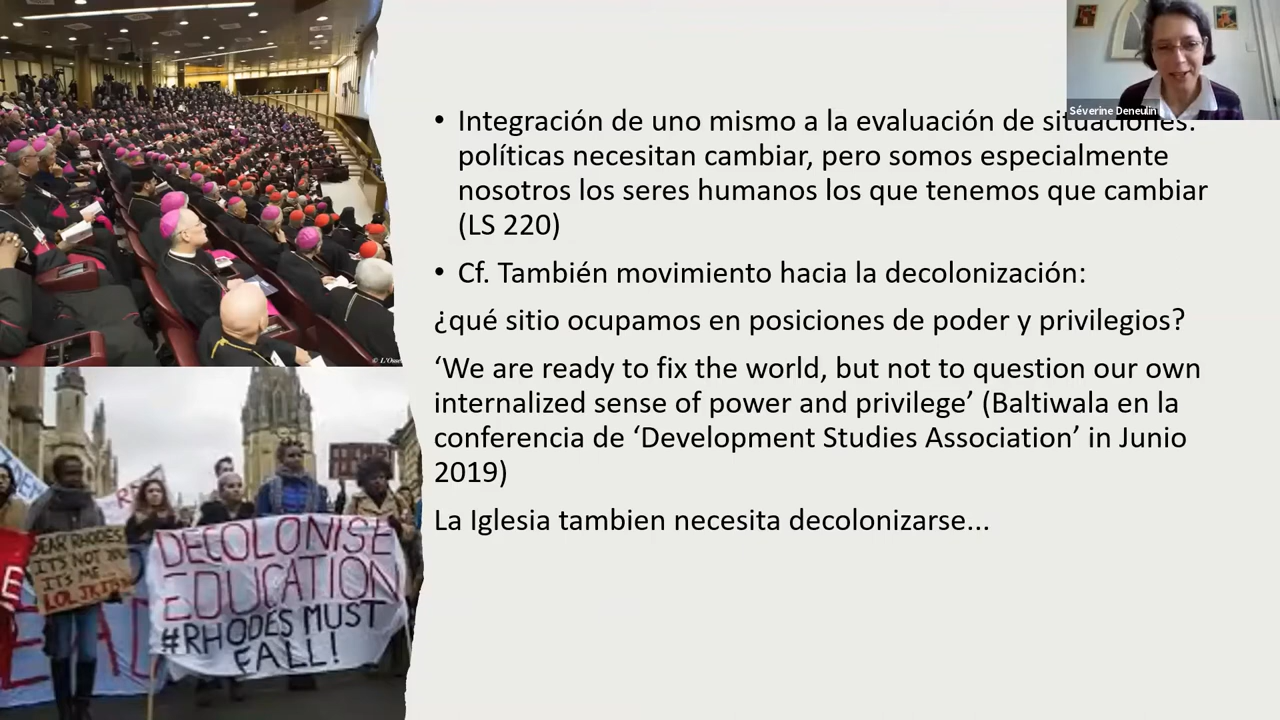 Séverine Deneulin
• Integración de uno mismo a la evaluación de situaciones:
políticas necesitan cambiar, pero somos especialmente
nosotros los seres humanos los que tenemos que cambiar
(LS 220)
• Cf. También movimiento hacia la decolonización:
¿qué sitio ocupamos en posiciones de poder y privilegios?
‘We are ready to fix the world, but not to question our own
internalized sense of power and privilege’ (Baltiwala en la
conferencia de ‘Development Studies Association’ in Junio
2019)
La Iglesia tambien necesita decolonizarse...
DEAR RHODES
ITS NOT YOU
ITS ME...
DECOLONISE
EDUCATION
#RHODES MUST
FALL!